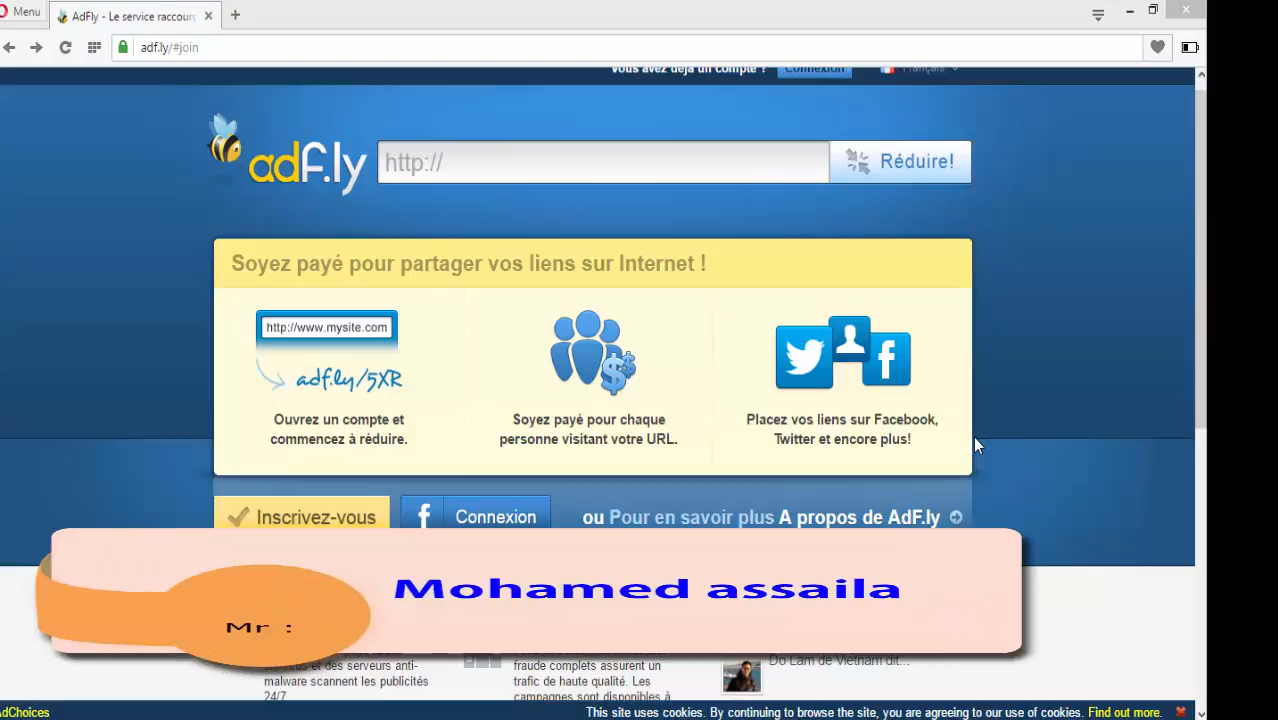 Menu
AdFly - Le service raccourc
adf.ly/#join
Vous avez déjà un compte ? Connexion Français
adf.ly http:// Réduire!
Soyez payé pour partager vos liens sur Internet !
http://www.mysite.com
adf.ly/5XR
Ouvrez un compte et
commencez à réduire.
Soyez payé pour chaque
personne visitant votre URL.
Placez vos liens sur Facebook,
Twitter et encore plus!
Inscrivez-vous
f Connexion
ou Pour en savoir plus A propos de AdF.ly
Mohamed assaila
Mr :
et des serveurs anti-
malware scannent les publicités
24/7
fraude complets assurent un
trafic de haute qualité. Les
campagnes sont disponibles à
Do Lam de Vietnam dit...
AdChoices
This site uses cookies. By continuing to browse the site, you are agreeing to our use of cookies. Find out more.